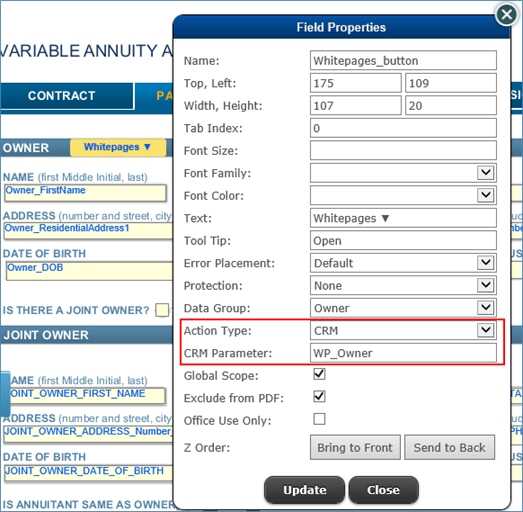 VARIABLE ANNUITY A
CONTRACT
OWNER
Whitepages ▼
NAME (first Middle Initial, last)
Owner_FirstName
ADDRESS (number and street, city
Owner_ResidentialAddress1
DATE OF BIRTH
Owner_DOB
IS THERE A JOINT OWNER?
JOINT OWNER
NAME (first Middle Initial, last)
JOINT_OWNER_FIRST_NAME
ADDRESS (number and street, city
JOINT_OWNER_ADDRESS_Number_
DATE OF BIRTH
JOINT_OWNER_DATE_OF_BIRTH
IS ANNUITANT SAME AS OWNER?
Field Properties
Name: Whitepages_button
Top, Left: 175 109
Width, Height: 107 20
Tab Index: 0
Font Size:
Font Family:
Font Color:
Text: Whitepages ▼
Tool Tip: Open
Error Placement: Default
Protection: None
Data Group: Owner
Action Type: CRM
CRM Parameter: WP_Owner
Global Scope:
Exclude from PDF:
Office Use Only:
Z Order: Bring to Front Send to Back
Update Close